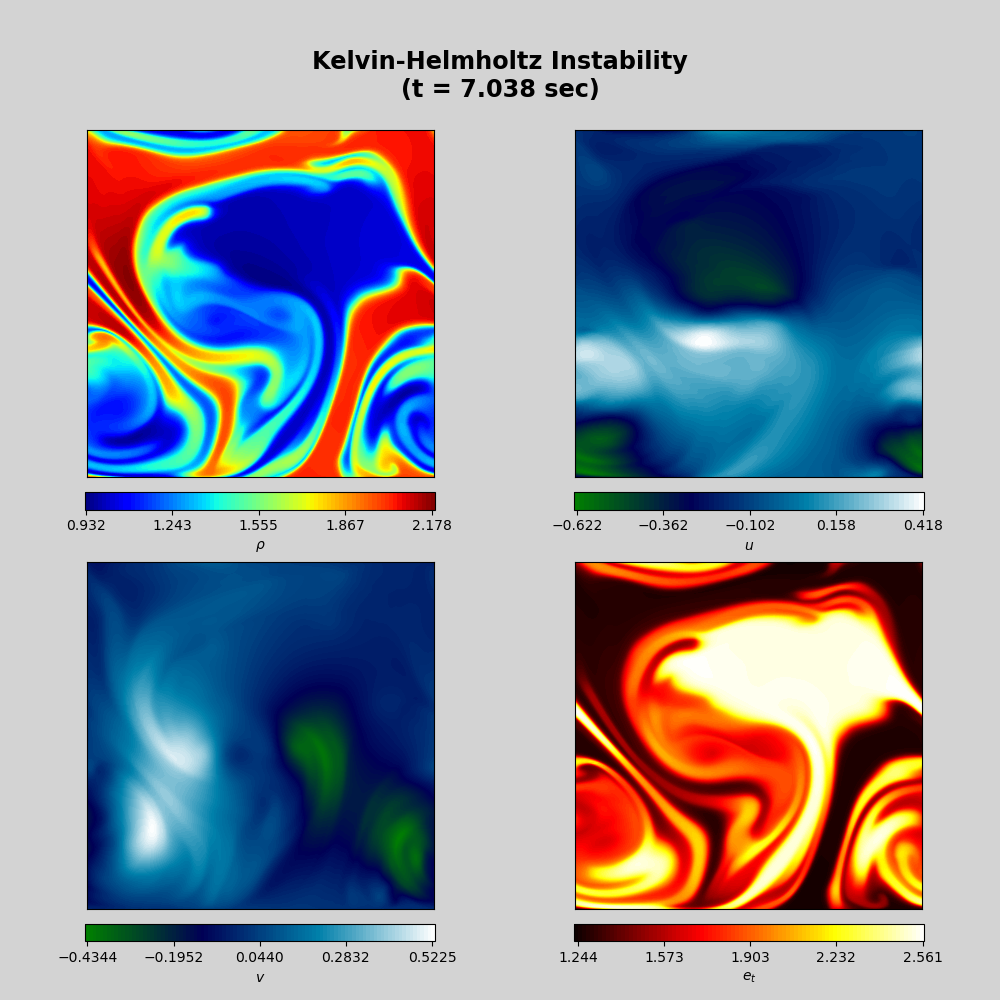 Kelvin-Helmholtz Instability
(t = 7.038 sec)
0.932 1.243 1.555 1.867 2.178
ρ
−0.622 −0.362 −0.102 0.158 0.418
u
−0.4344 −0.1952 0.0440 0.2832 0.5225
v
1.244 1.573 1.903 2.232 2.561
eₜ